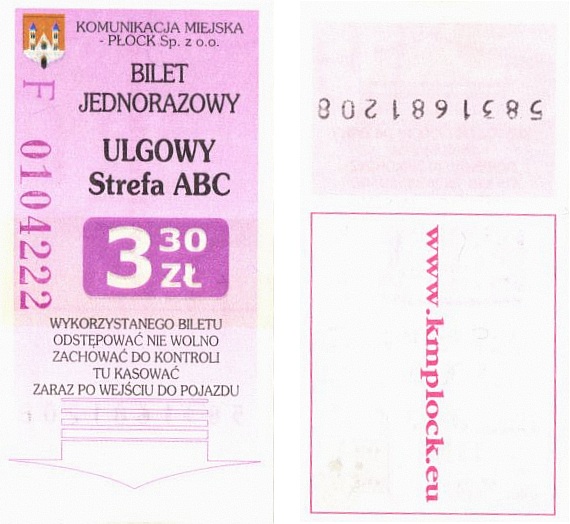 KOMUNIKACJA MIEJSKA
- PŁOCK Sp. z o.o.
BILET
JEDNORAZOWY
ULGOWY
Strefa ABC
3 30 ZŁ
WYKORZYSTANEGO BILETU
ODSTĘPOWAĆ NIE WOLNO
ZACHOWAĆ DO KONTROLI
TU KASOWAĆ
ZARAZ PO WEJŚCIU DO POJAZDU
F 0104222
5831681208
www.kmplock.eu